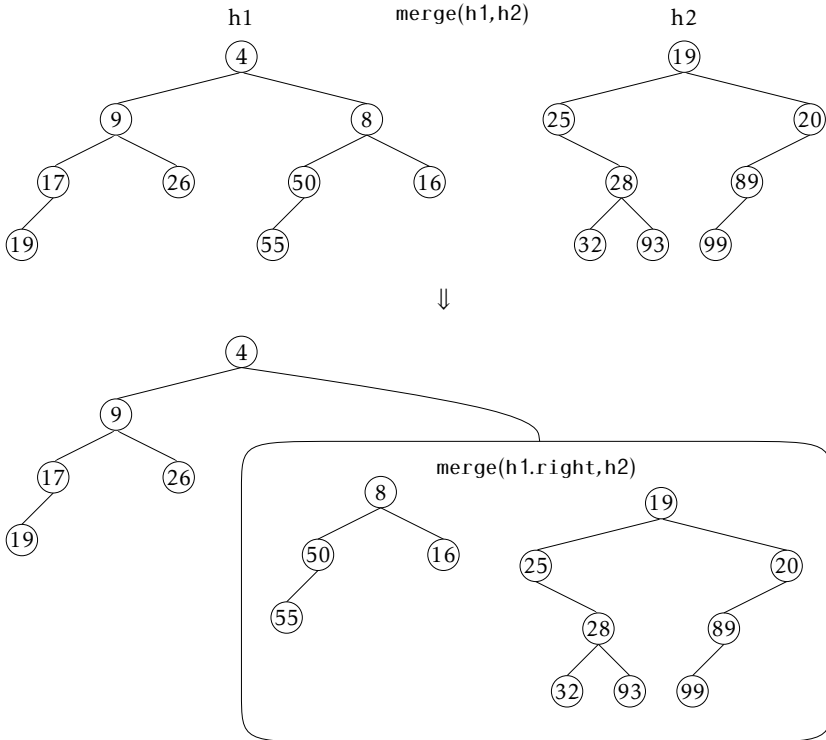 h1 merge(h1,h2) h2
4 19
9 8 25 20
17 26 50 16 28 89
19 55 32 93 99
⇓
4
9
merge(h1.right,h2)
17 26 8 19
19 50 16 25 20
55 28 89
32 93 99